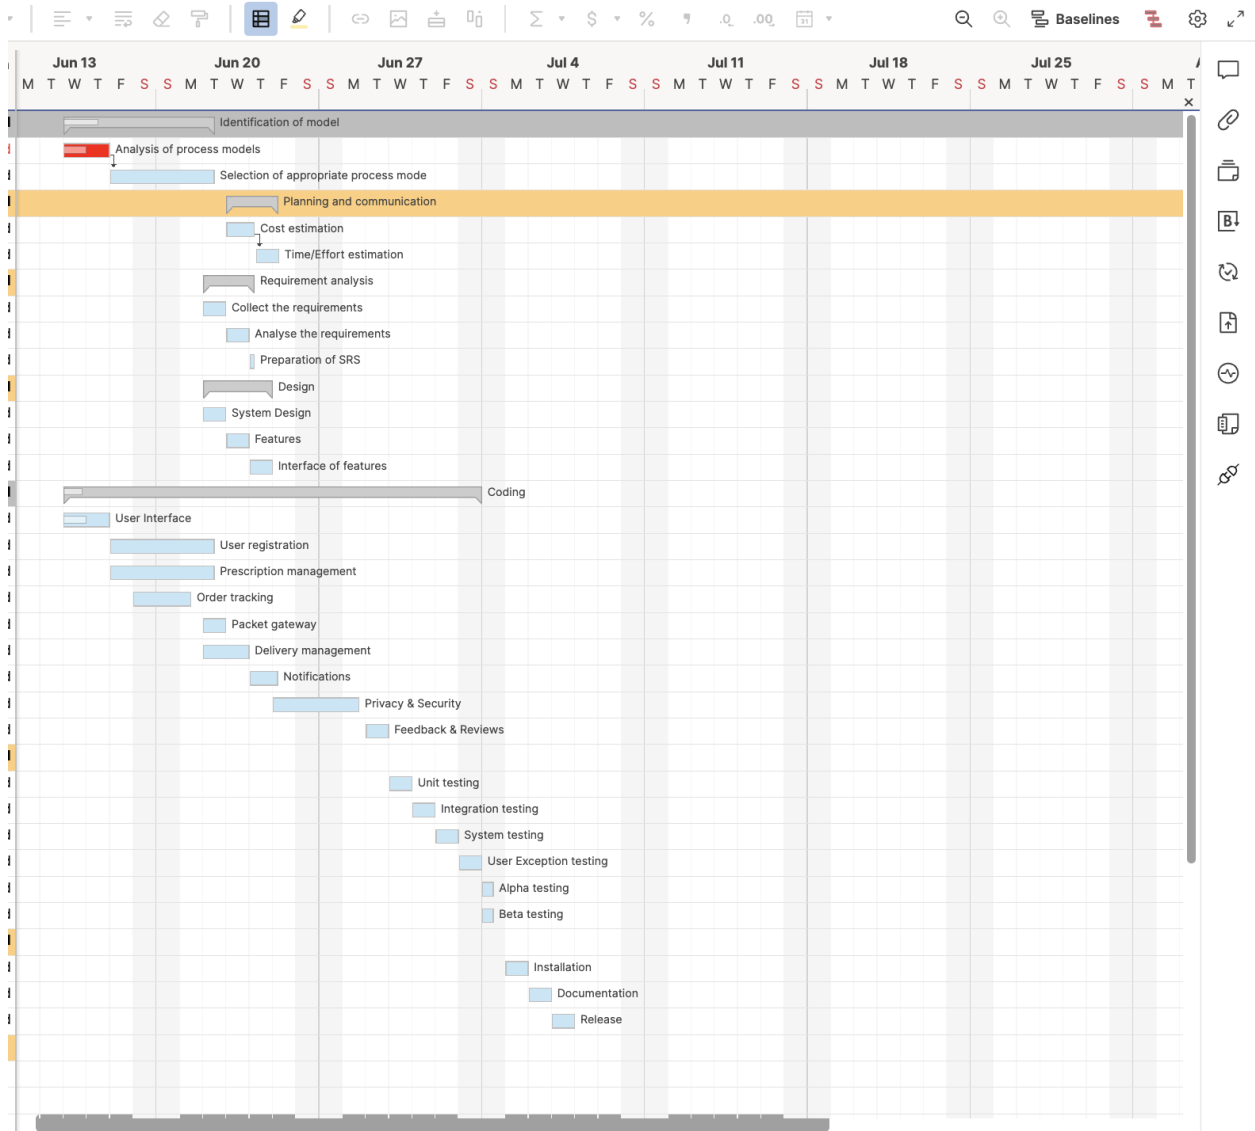 Σ $ % .0 .00 31 Baselines
Jun 13 Jun 20 Jun 27 Jul 4 Jul 11 Jul 18 Jul 25
M T W T F S S M T W T F S S M T W T F S S M T W T F S S M T W T F S S M T W T F S S M T W T F S S M T
Identification of model
Analysis of process models
Selection of appropriate process mode
Planning and communication
Cost estimation
Time/Effort estimation
Requirement analysis
Collect the requirements
Analyse the requirements
Preparation of SRS
Design
System Design
Features
Interface of features
Coding
User Interface
User registration
Prescription management
Order tracking
Packet gateway
Delivery management
Notifications
Privacy & Security
Feedback & Reviews
Unit testing
Integration testing
System testing
User Exception testing
Alpha testing
Beta testing
Installation
Documentation
Release